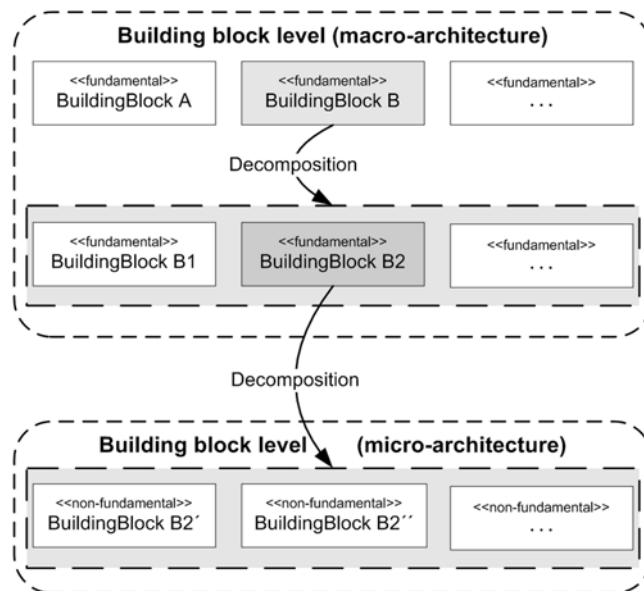 Building block level (macro-architecture)
<<fundamental>>
BuildingBlock A
<<fundamental>>
BuildingBlock B
<<fundamental>>
. . .
Decomposition
<<fundamental>>
BuildingBlock B1
<<fundamental>>
BuildingBlock B2
<<fundamental>>
. . .
Decomposition
Building block level (micro-architecture)
<<non-fundamental>>
BuildingBlock B2´
<<non-fundamental>>
BuildingBlock B2´´
<<non-fundamental>>
. . .